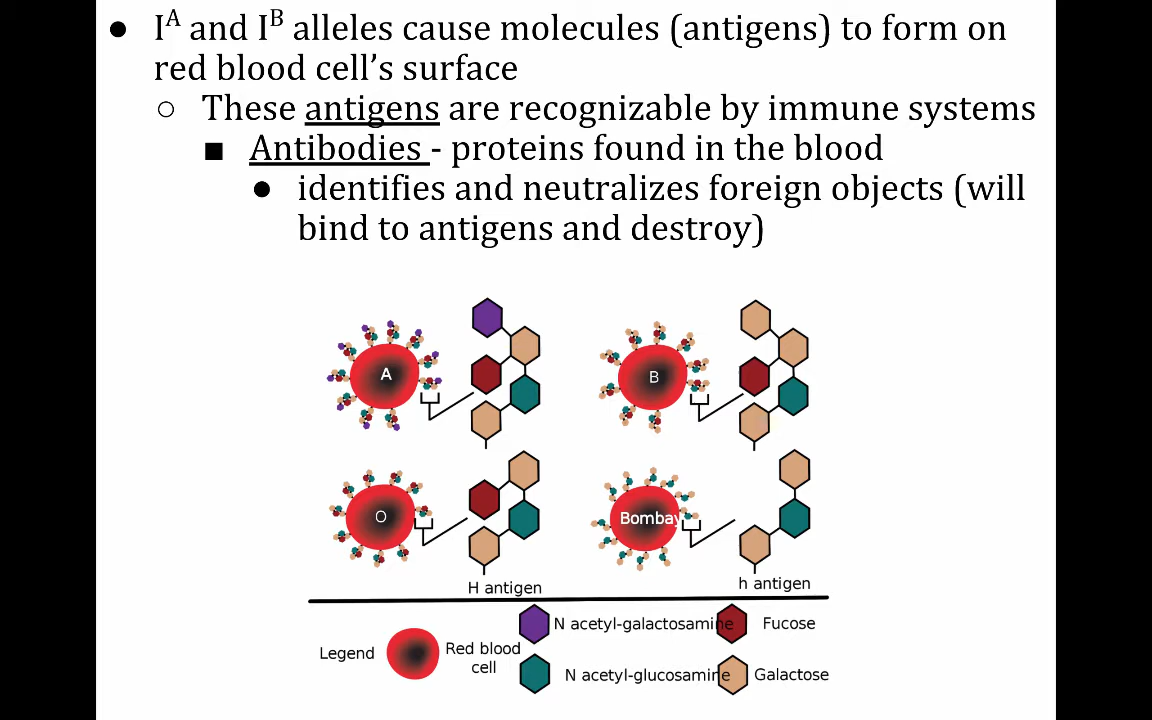 ● Iᴬ and Iᴮ alleles cause molecules (antigens) to form on
red blood cell’s surface
○ These antigens are recognizable by immune systems
■ Antibodies - proteins found in the blood
● identifies and neutralizes foreign objects (will
bind to antigens and destroy)
A
B
O
Bombay
H antigen
h antigen
Legend
Red blood
cell
N acetyl-galactosamine
Fucose
N acetyl-glucosamine
Galactose